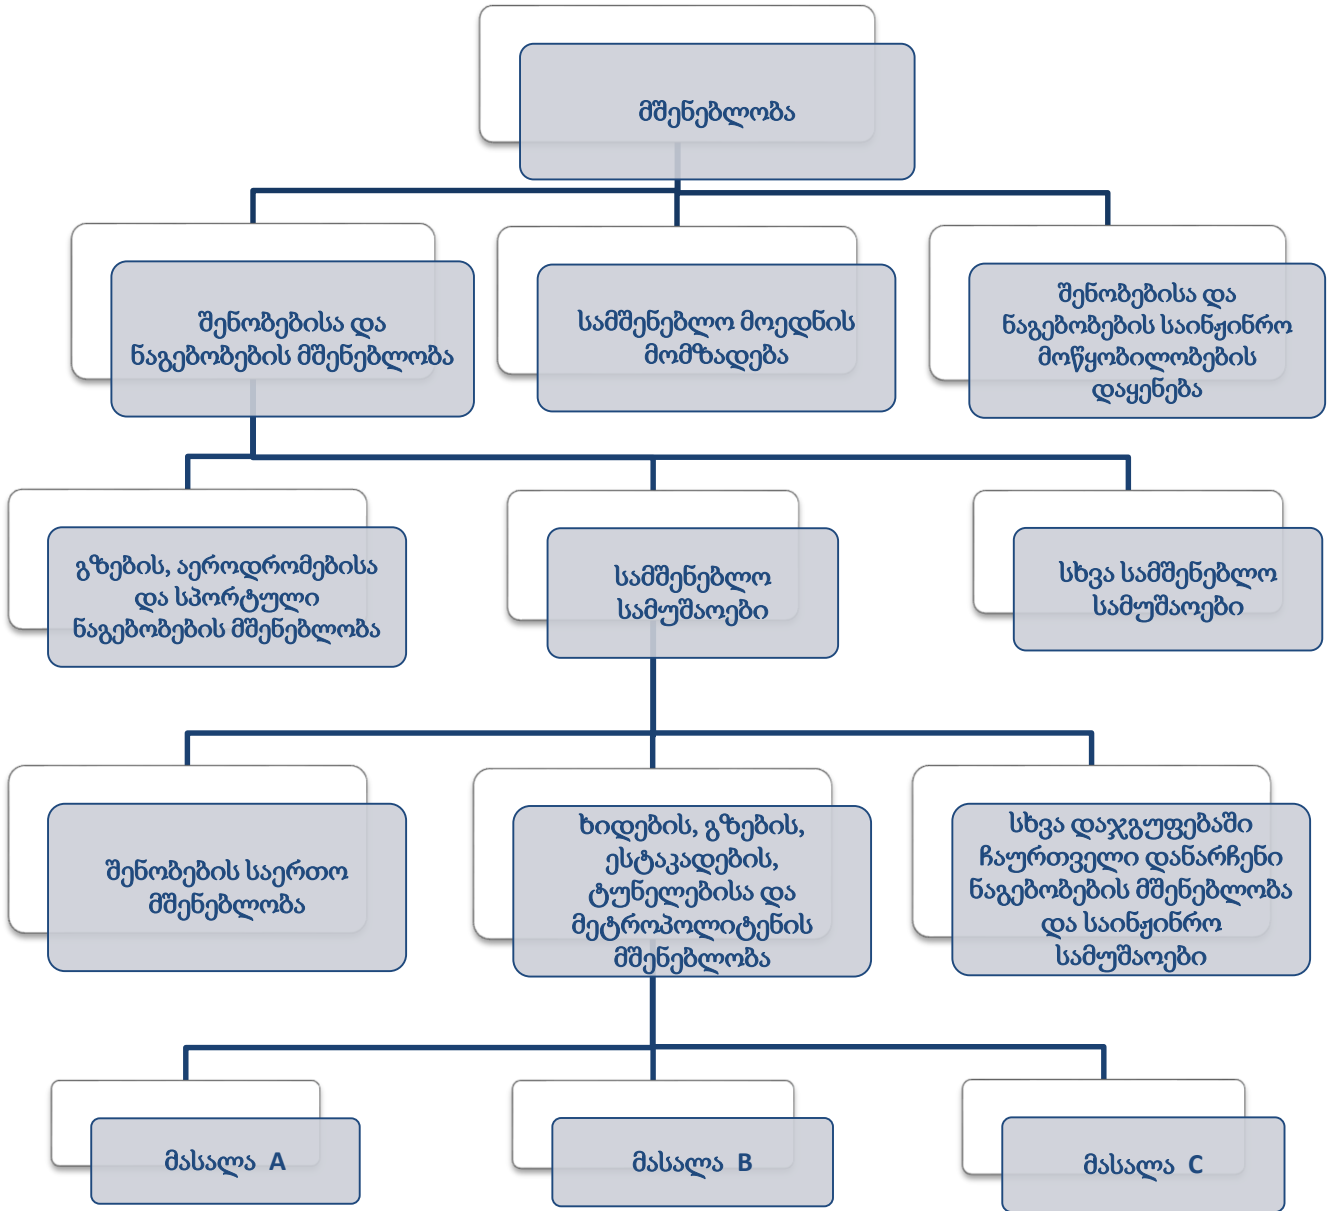 მშენებლობა
შენობებისა და
ნაგებობების მშენებლობა
სამშენებლო მოედნის
მომზადება
შენობებისა და
ნაგებობების საინჟინრო
მოწყობილობების
დაყენება
გზების, აეროდრომებისა
და სპორტული
ნაგებობების მშენებლობა
სამშენებლო
სამუშაოები
სხვა სამშენებლო
სამუშაოები
შენობების საერთო
მშენებლობა
ხიდების, გზების,
ესტაკადების,
ტუნელებისა და
მეტროპოლიტენის
მშენებლობა
სხვა დაჯგუფებაში
ჩაურთველი დანარჩენი
ნაგებობების მშენებლობა
და საინჟინრო
სამუშაოები
მასალა A
მასალა B
მასალა C